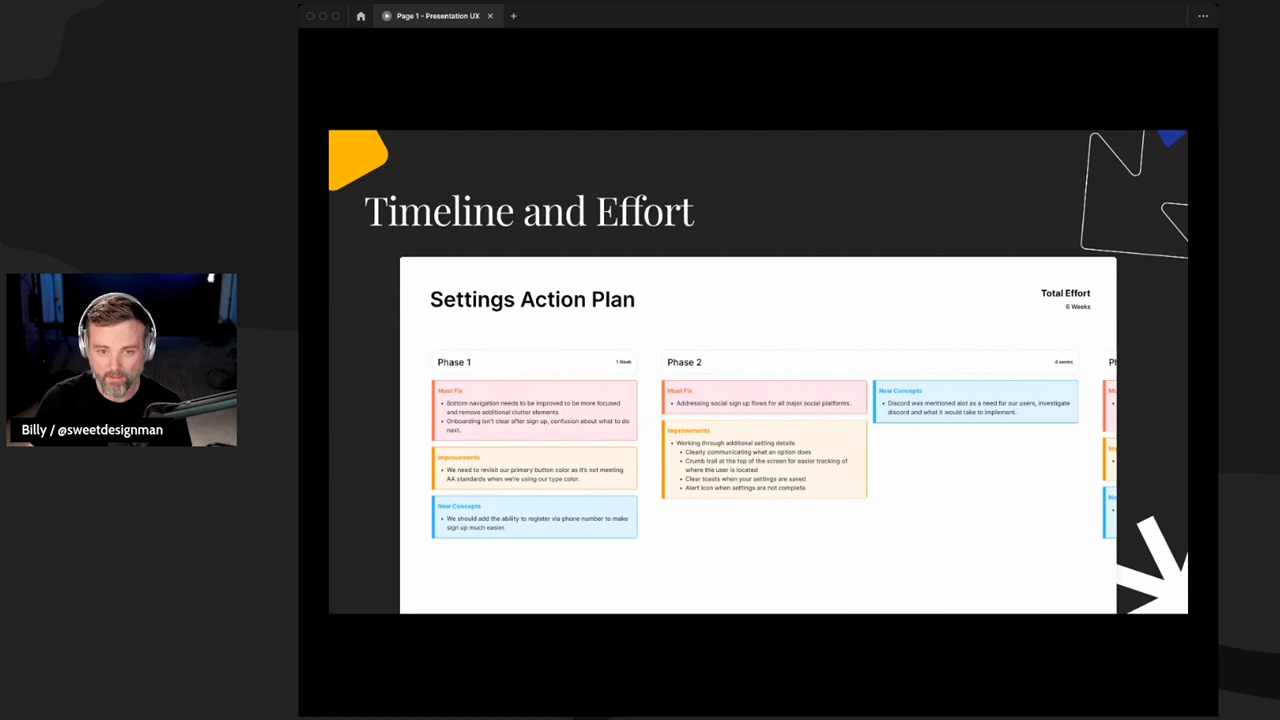 Page 1 - Presentation UX
Timeline and Effort
Settings Action Plan
Total Effort
6 Weeks
Phase 1
1 Week
Must Fix
Bottom navigation needs to be improved to be more focused
and remove additional clutter elements
Onboarding isn't clear after sign up, confusion about what to do
next.
Improvements
We need to revisit our primary button color as it's not meeting
AA standards when we're using our type color.
New Concepts
We should add the ability to register via phone number to make
sign up much easier.
Phase 2
4 weeks
Must Fix
Addressing social sign up flows for all major social platforms.
Improvements
Working through additonal setting details
Clearly communicating what an option does
Crumb trail at the top of the screen for easier tracking of
where the user is located
Clear toasts when your settings are saved
Alert icon when settings are not complete
New Concepts
Discord was mentioned alot as a need for our users, investigate
discord and what it would take to implement.
Billy / @sweetdesignman